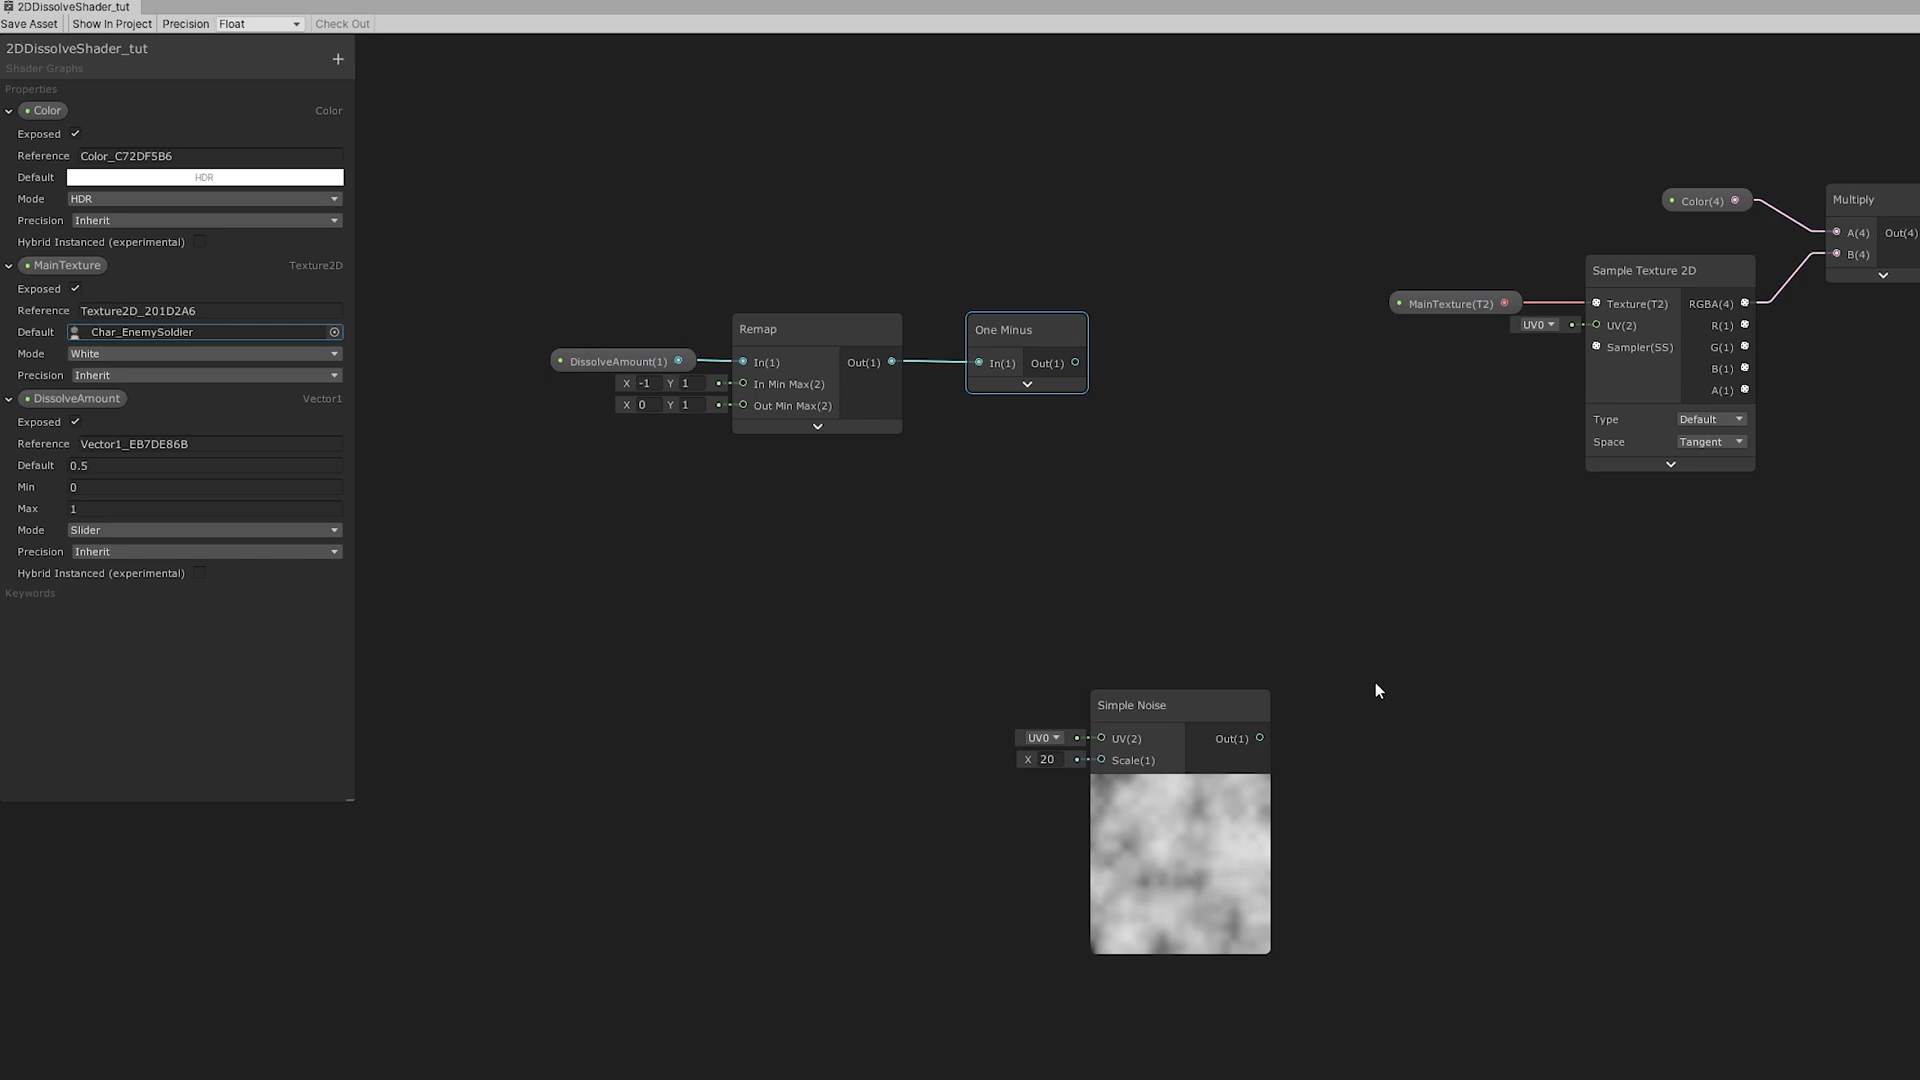 2DDissolveShader_tut
Save Asset Show In Project Precision Float Check Out
2DDissolveShader_tut
+
Shader Graphs
Properties
Color Color
Exposed
Reference Color_C72DF5B6
Default HDR
Mode HDR
Precision Inherit
Hybrid Instanced (experimental)
MainTexture Texture2D
Exposed
Reference Texture2D_201D2A6
Default Char_EnemySoldier
Mode White
Precision Inherit
DissolveAmount Vector1
Exposed
Reference Vector1_EB7DE86B
Default 0.5
Min 0
Max 1
Mode Slider
Precision Inherit
Hybrid Instanced (experimental)
Keywords
DissolveAmount(1)
X -1 Y 1
X 0 Y 1
Remap
In(1) Out(1)
In Min Max(2)
Out Min Max(2)
One Minus
In(1) Out(1)
Color(4)
Multiply
A(4) Out(4)
B(4)
MainTexture(T2)
UV0
Sample Texture 2D
Texture(T2) RGBA(4)
UV(2) R(1)
Sampler(SS) G(1)
B(1)
A(1)
Type Default
Space Tangent
Simple Noise
UV0 UV(2) Out(1)
X 20 Scale(1)